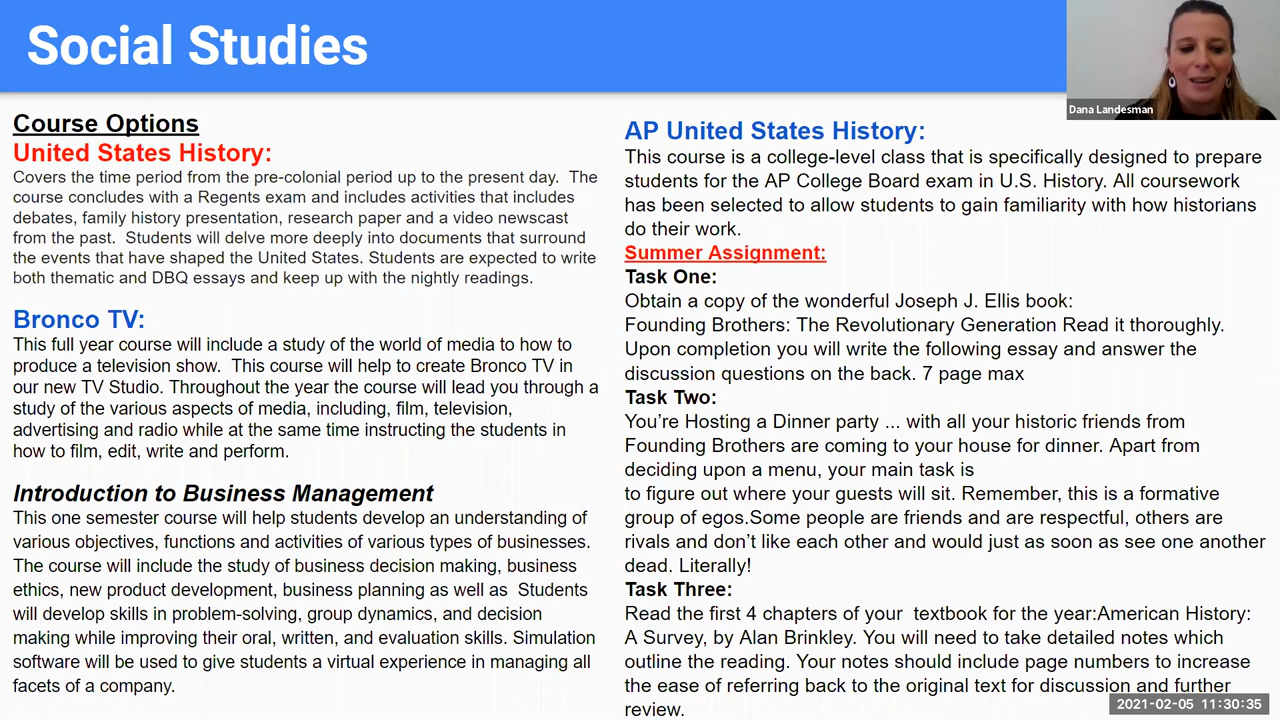 Social Studies
Dana Landesman
Course Options
United States History:
Covers the time period from the pre-colonial period up to the present day.  The
course concludes with a Regents exam and includes activities that includes
debates, family history presentation, research paper and a video newscast
from the past.  Students will delve more deeply into documents that surround
the events that have shaped the United States. Students are expected to write
both thematic and DBQ essays and keep up with the nightly readings.
Bronco TV:
This full year course will include a study of the world of media to how to
produce a television show.  This course will help to create Bronco TV in
our new TV Studio. Throughout the year the course will lead you through a
study of the various aspects of media, including, film, television,
advertising and radio while at the same time instructing the students in
how to film, edit, write and perform.
Introduction to Business Management
This one semester course will help students develop an understanding of
various objectives, functions and activities of various types of businesses.
The course will include the study of business decision making, business
ethics, new product development, business planning as well as  Students
will develop skills in problem-solving, group dynamics, and decision
making while improving their oral, written, and evaluation skills. Simulation
software will be used to give students a virtual experience in managing all
facets of a company.
AP United States History:
This course is a college-level class that is specifically designed to prepare
students for the AP College Board exam in U.S. History. All coursework
has been selected to allow students to gain familiarity with how historians
do their work.
Summer Assignment:
Task One:
Obtain a copy of the wonderful Joseph J. Ellis book:
Founding Brothers: The Revolutionary Generation Read it thoroughly.
Upon completion you will write the following essay and answer the
discussion questions on the back. 7 page max
Task Two:
You’re Hosting a Dinner party ... with all your historic friends from
Founding Brothers are coming to your house for dinner. Apart from
deciding upon a menu, your main task is
to figure out where your guests will sit. Remember, this is a formative
group of egos.Some people are friends and are respectful, others are
rivals and don’t like each other and would just as soon as see one another
dead. Literally!
Task Three:
Read the first 4 chapters of your  textbook for the year:American History:
A Survey, by Alan Brinkley. You will need to take detailed notes which
outline the reading. Your notes should include page numbers to increase
the ease of referring back to the original text for discussion and further
review.
2021-02-05 11:30:35